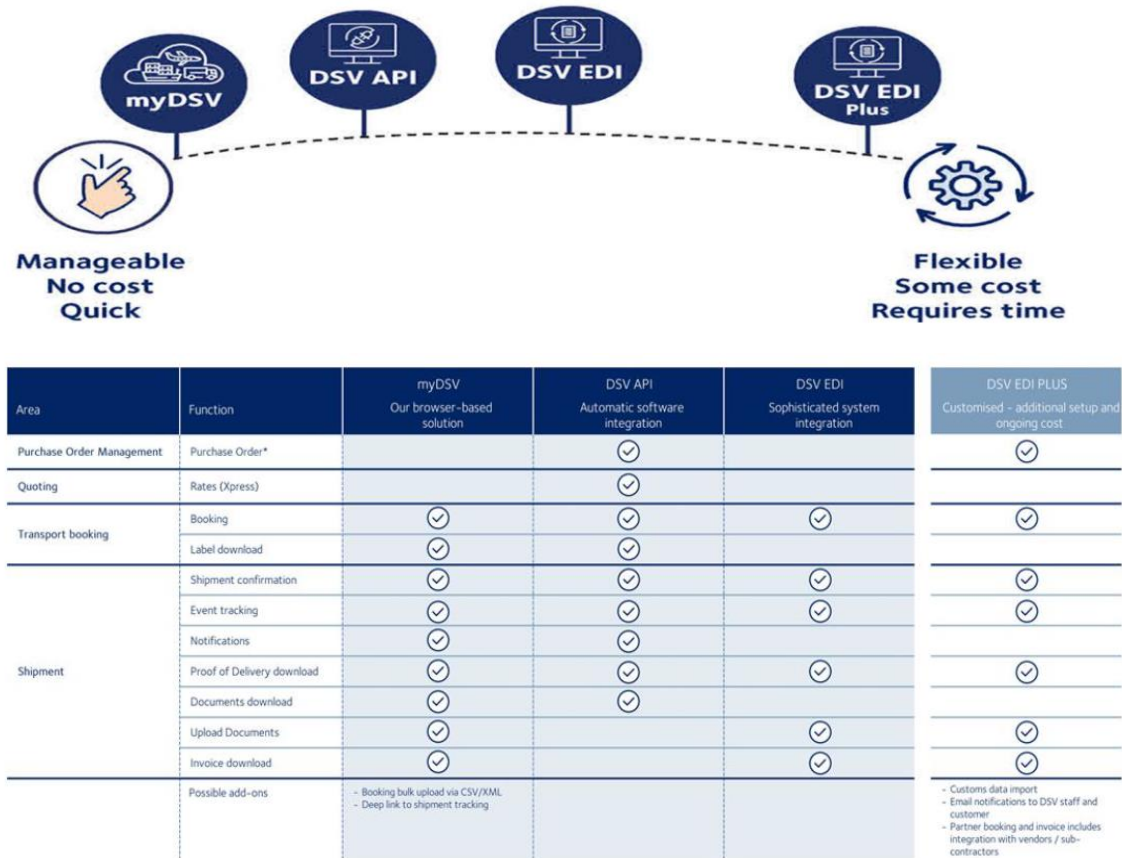 myDSV
DSV API
DSV EDI
DSV EDI
Plus
Manageable
No cost
Quick
Flexible
Some cost
Requires time
Area
Function
myDSV
Our browser-based
solution
DSV API
Automatic software
integration
DSV EDI
Sophisticated system
integration
DSV EDI PLUS
Customised - additional setup and
ongoing cost
Purchase Order Management
Purchase Order*
Quoting
Rates (Xpress)
Transport booking
Booking
Label download
Shipment
Shipment confirmation
Event tracking
Notifications
Proof of Delivery download
Documents download
Upload Documents
Invoice download
Possible add-ons
- Booking bulk upload via CSV/XML
- Deep link to shipment tracking
- Customs data import
- Email notifications to DSV staff and
customer
- Partner booking and invoice includes
integration with vendors / sub-
contractors